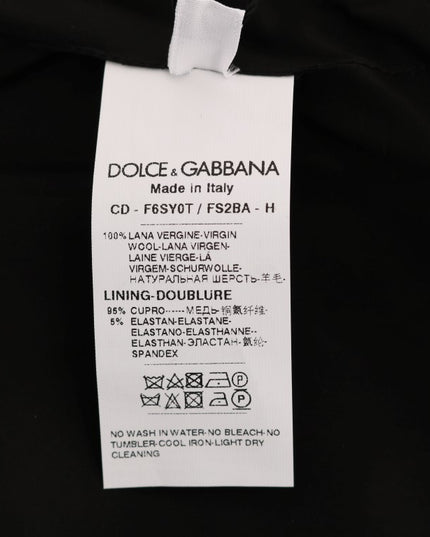 DOLCE & GABBANA
Made in Italy
CD - F6SY0T / FS2BA - H
100% LANA VERGINE-VIRGIN
WOOL-LANA VIRGEN-
LAINE VIERGE-LÀ
VIRGEM-SCHURWOLLE-
НАТУРАЛЬНАЯ ШЕРСТЬ-羊毛-
LINING-DOUBLURE
95% CUPRO------МЕДЬ-铜氨纤维-
5% ELASTAN-ELASTANE-
ELASTANO-ELASTHANNE--
ELASTHAN-ЭЛАСТАН-氨纶-
SPANDEX
P
P
NO WASH IN WATER-NO BLEACH-NO
TUMBLER-COOL IRON-LIGHT DRY
CLEANING